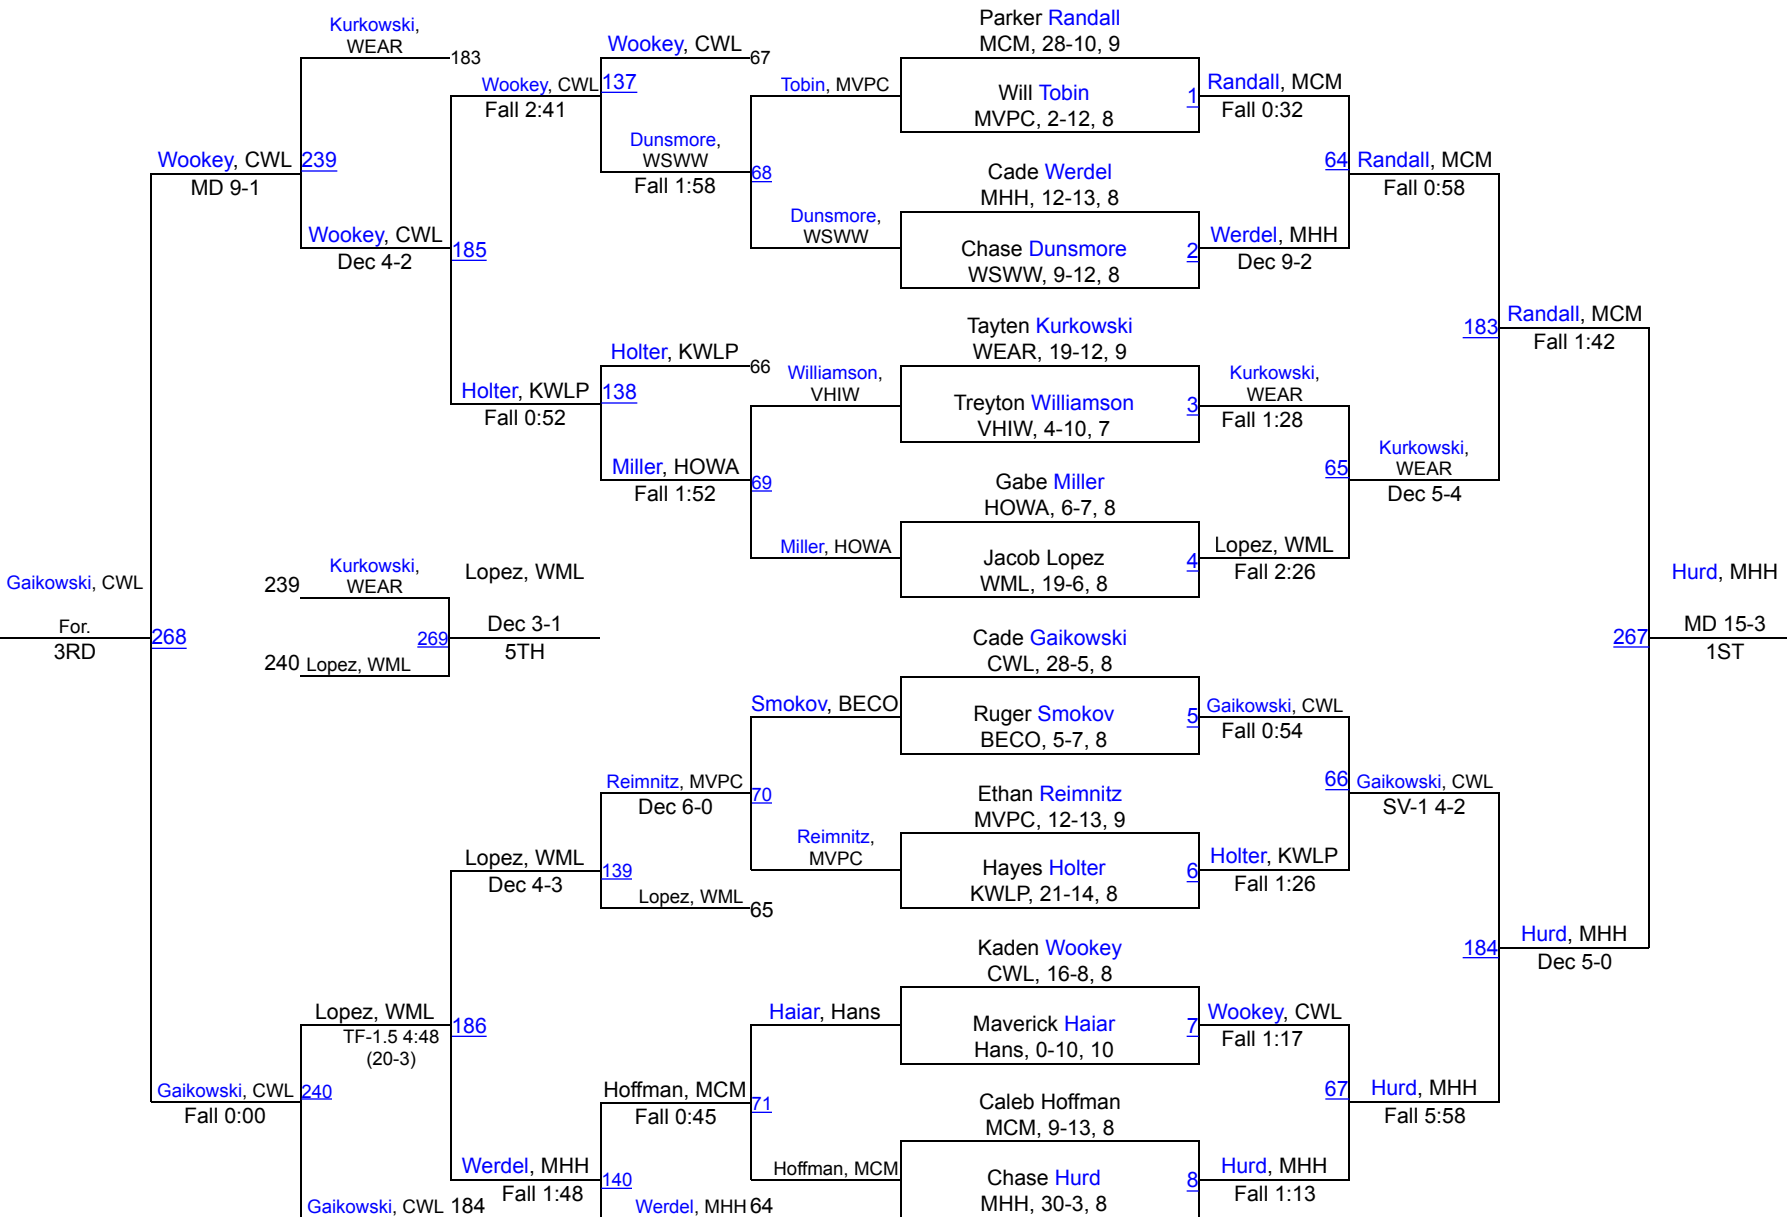 Kurkowski,
WEAR
183
Wookey, CWL
67
Parker Randall
MCM, 28-10, 9
Wookey, CWL
137
Fall 2:41
Tobin, MVPC
Will Tobin
MVPC, 2-12, 8
1
Randall, MCM
Fall 0:32
Dunsmore,
WSWW
Fall 1:58
68
Wookey, CWL
239
MD 9-1
Cade Werdel
MHH, 12-13, 8
64
Randall, MCM
Fall 0:58
Dunsmore,
WSWW
Wookey, CWL
185
Dec 4-2
Chase Dunsmore
WSWW, 9-12, 8
2
Werdel, MHH
Dec 9-2
Tayten Kurkowski
WEAR, 19-12, 9
183
Randall, MCM
Fall 1:42
Holter, KWLP
66
Holter, KWLP
138
Fall 0:52
Williamson,
VHIW
Treyton Williamson
VHIW, 4-10, 7
3
Kurkowski,
WEAR
Fall 1:28
Miller, HOWA
69
Fall 1:52
Gabe Miller
HOWA, 6-7, 8
65
Kurkowski,
WEAR
Dec 5-4
Miller, HOWA
Jacob Lopez
WML, 19-6, 8
4
Lopez, WML
Fall 2:26
Gaikowski, CWL
For.
3RD
268
239
Kurkowski,
WEAR
Lopez, WML
269
Dec 3-1
5TH
240
Lopez, WML
Hurd, MHH
267
MD 15-3
1ST
Cade Gaikowski
CWL, 28-5, 8
Smokov, BECO
Ruger Smokov
BECO, 5-7, 8
5
Gaikowski, CWL
Fall 0:54
Reimnitz, MVPC
70
Dec 6-0
Ethan Reimnitz
MVPC, 12-13, 9
66
Gaikowski, CWL
SV-1 4-2
Reimnitz,
MVPC
Lopez, WML
139
Dec 4-3
Hayes Holter
KWLP, 21-14, 8
6
Holter, KWLP
Fall 1:26
Lopez, WML
65
Kaden Wookey
CWL, 16-8, 8
184
Hurd, MHH
Dec 5-0
Lopez, WML
186
TF-1.5 4:48
(20-3)
Haiar, Hans
Maverick Haiar
Hans, 0-10, 10
7
Wookey, CWL
Fall 1:17
Gaikowski, CWL
240
Fall 0:00
Hoffman, MCM
71
Fall 0:45
Caleb Hoffman
MCM, 9-13, 8
67
Hurd, MHH
Fall 5:58
Werdel, MHH
140
Fall 1:48
Hoffman, MCM
Chase Hurd
MHH, 30-3, 8
8
Hurd, MHH
Fall 1:13
Gaikowski, CWL
184
Werdel, MHH
64